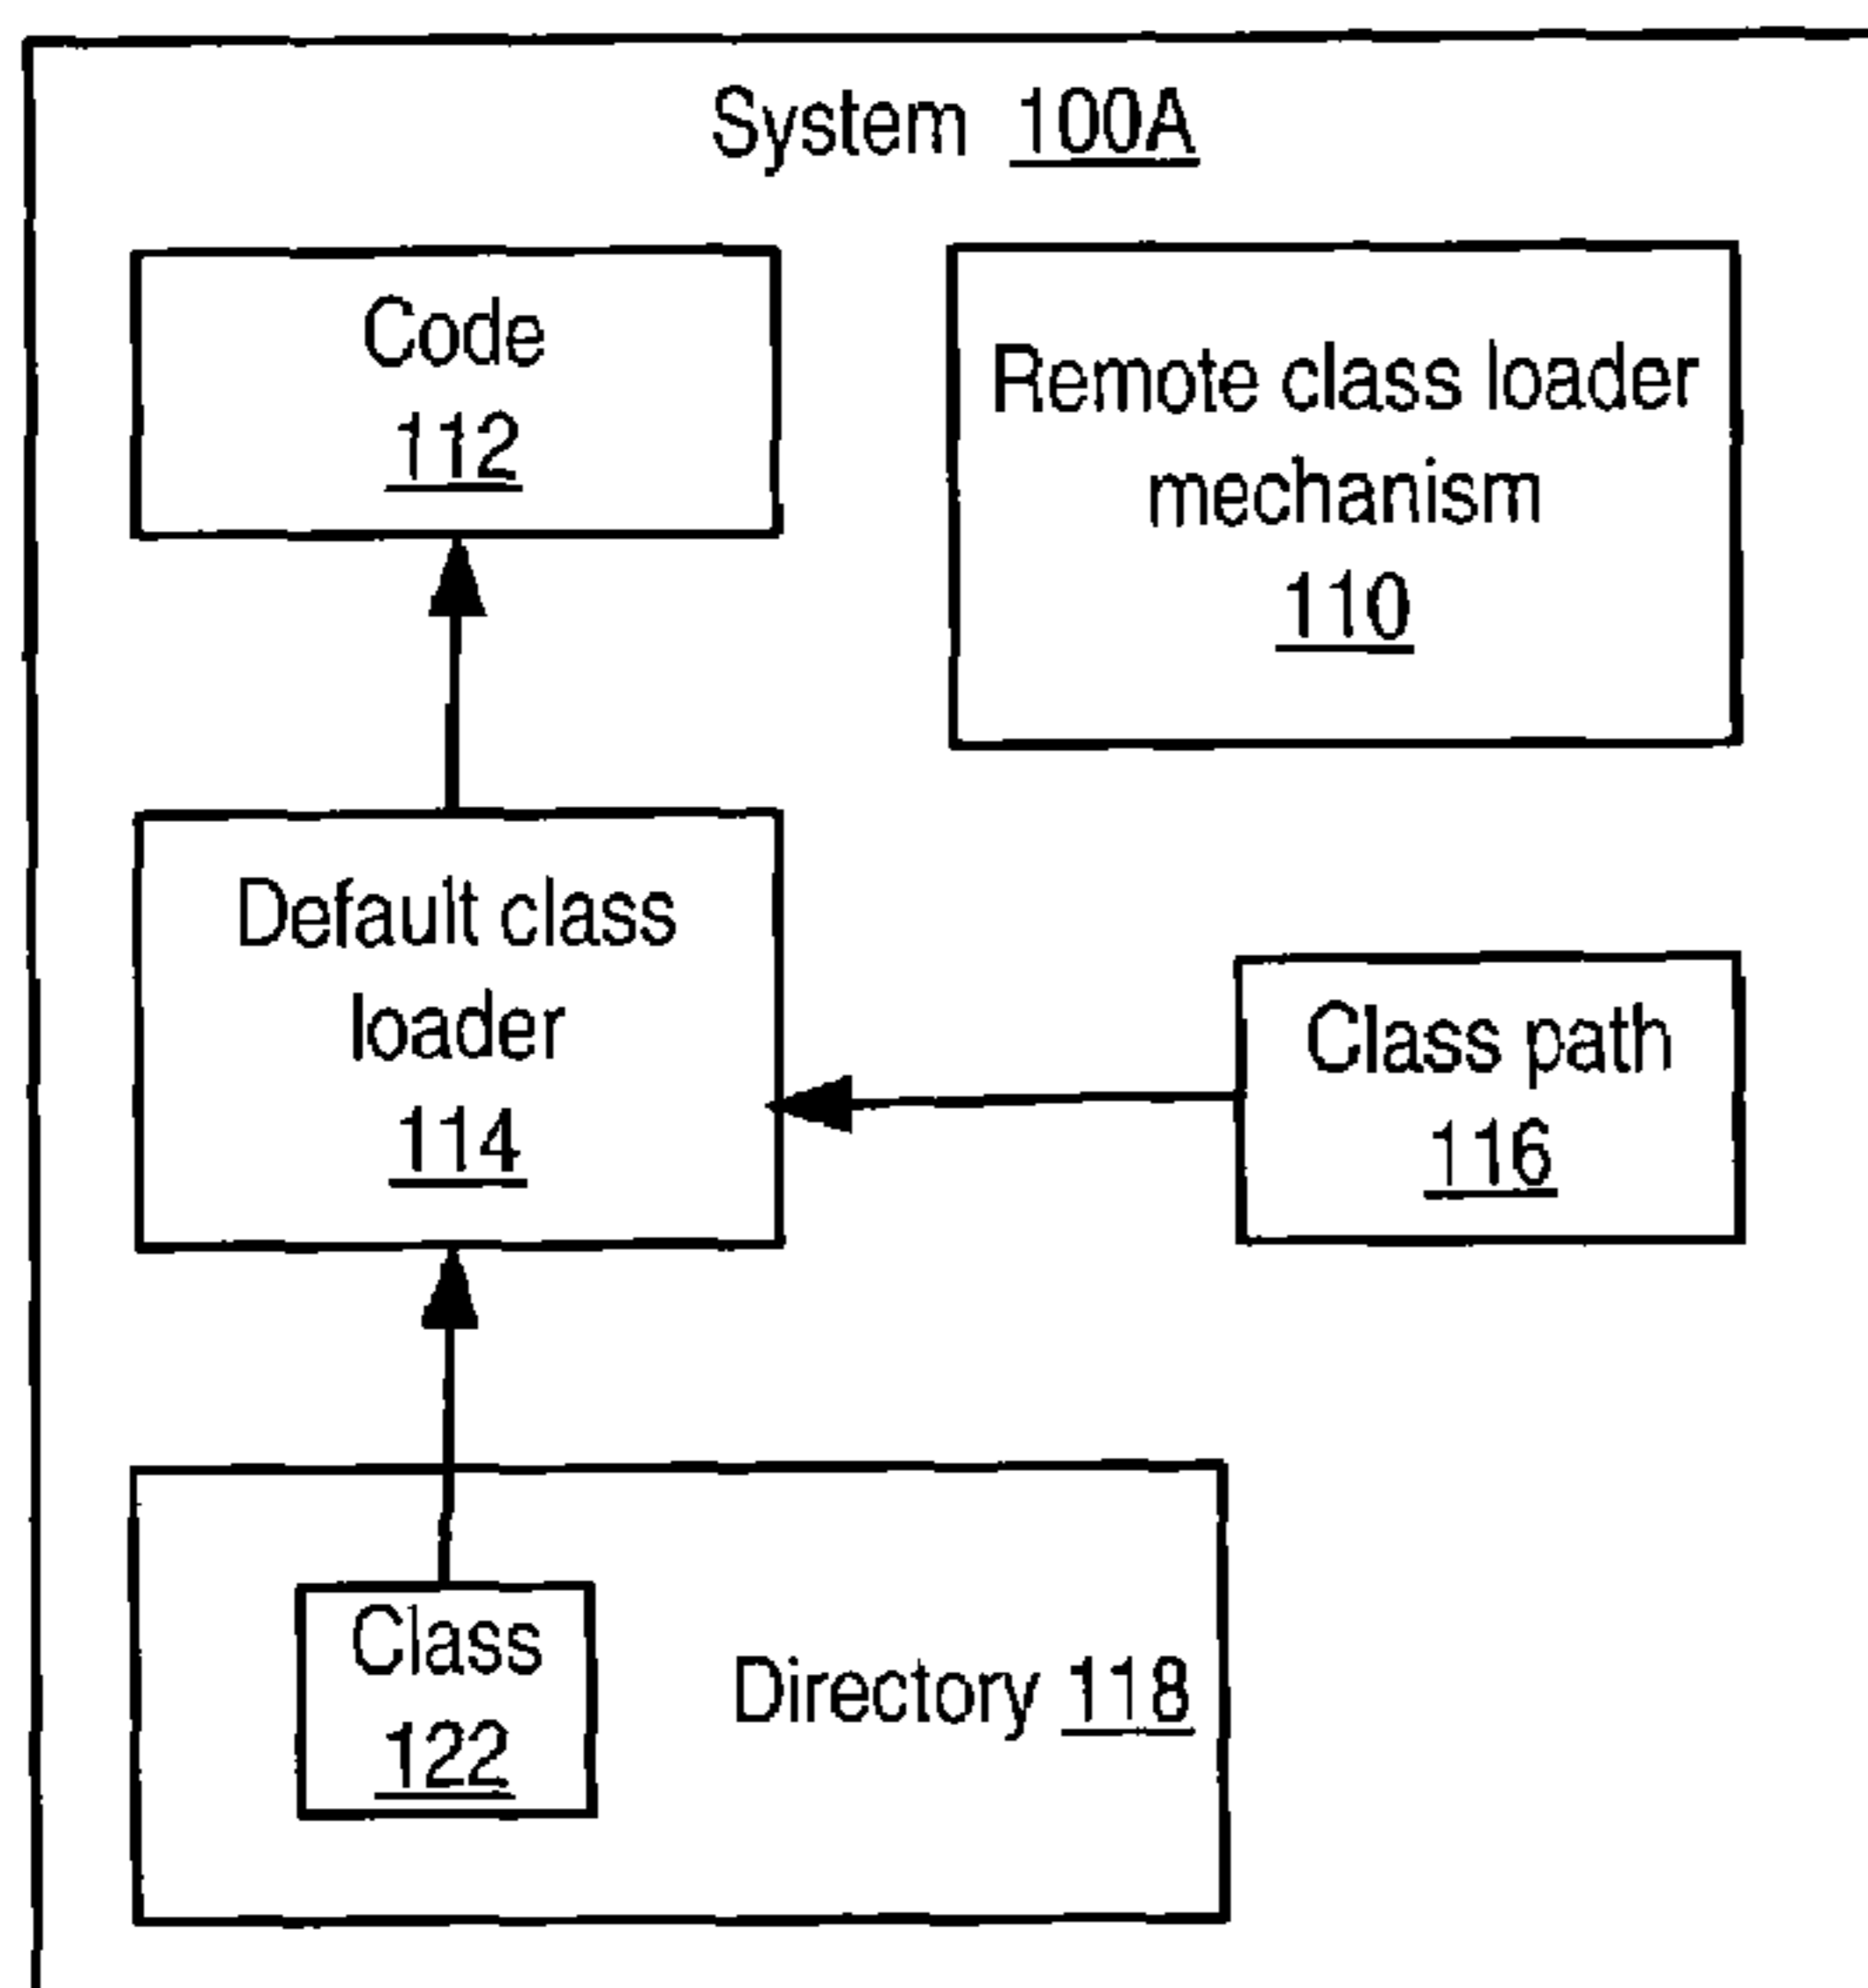 System 100A
Code
112
Remote class loader
mechanism
110
Default class
loader
114
Class path
116
Class
122
Directory 118